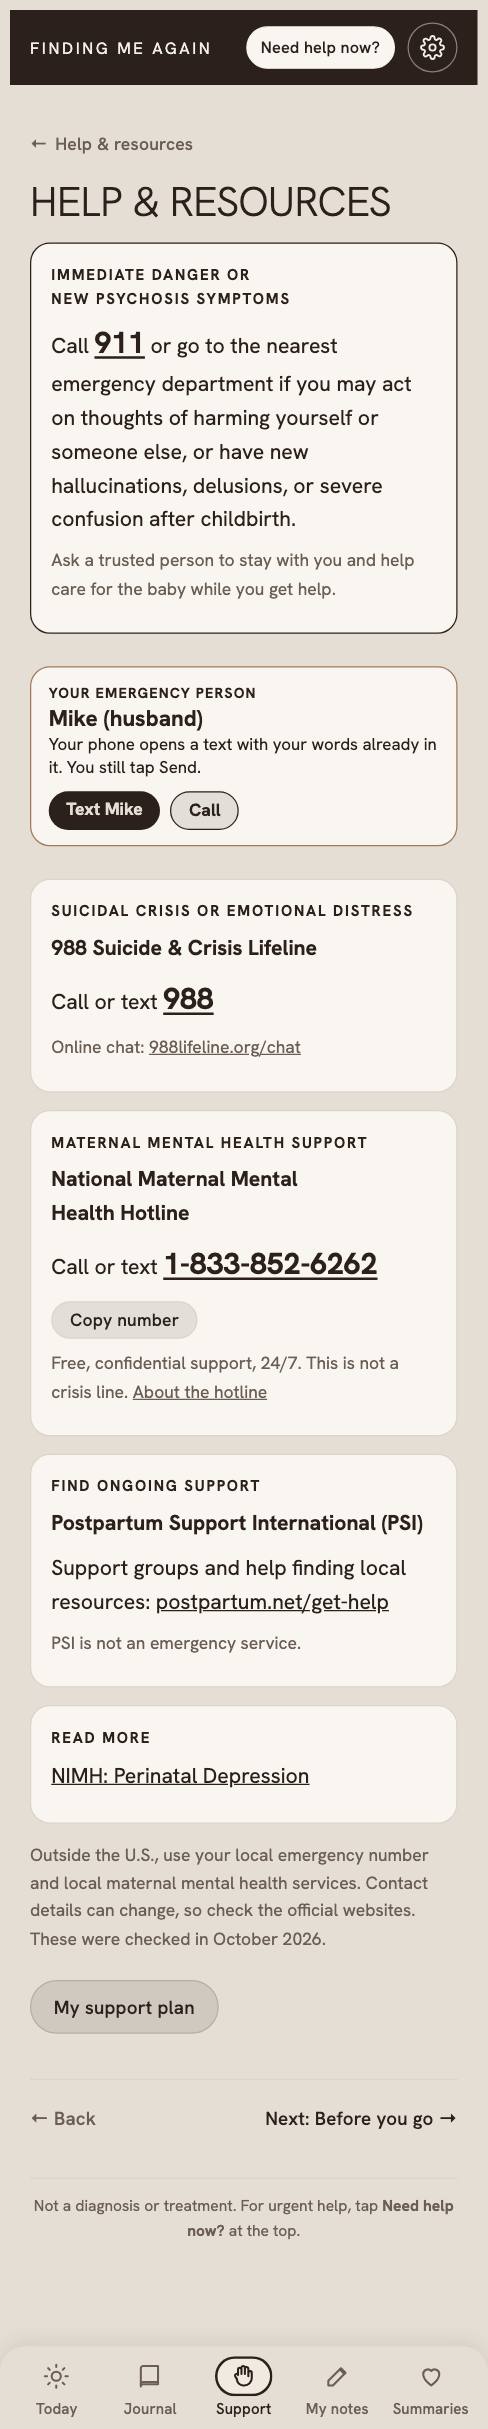 FINDING ME AGAIN
Need help now?
← Help & resources
HELP & RESOURCES
IMMEDIATE DANGER OR
NEW PSYCHOSIS SYMPTOMS
Call 911 or go to the nearest
emergency department if you may act
on thoughts of harming yourself or
someone else, or have new
hallucinations, delusions, or severe
confusion after childbirth.
Ask a trusted person to stay with you and help
care for the baby while you get help.
YOUR EMERGENCY PERSON
Mike (husband)
Your phone opens a text with your words already in
it. You still tap Send.
Text Mike
Call
SUICIDAL CRISIS OR EMOTIONAL DISTRESS
988 Suicide & Crisis Lifeline
Call or text 988
Online chat: 988lifeline.org/chat
MATERNAL MENTAL HEALTH SUPPORT
National Maternal Mental
Health Hotline
Call or text 1-833-852-6262
Copy number
Free, confidential support, 24/7. This is not a
crisis line. About the hotline
FIND ONGOING SUPPORT
Postpartum Support International (PSI)
Support groups and help finding local
resources: postpartum.net/get-help
PSI is not an emergency service.
READ MORE
NIMH: Perinatal Depression
Outside the U.S., use your local emergency number
and local maternal mental health services. Contact
details can change, so check the official websites.
These were checked in October 2026.
My support plan
← Back
Next: Before you go →
Not a diagnosis or treatment. For urgent help, tap Need help
now? at the top.
Today
Journal
Support
My notes
Summaries